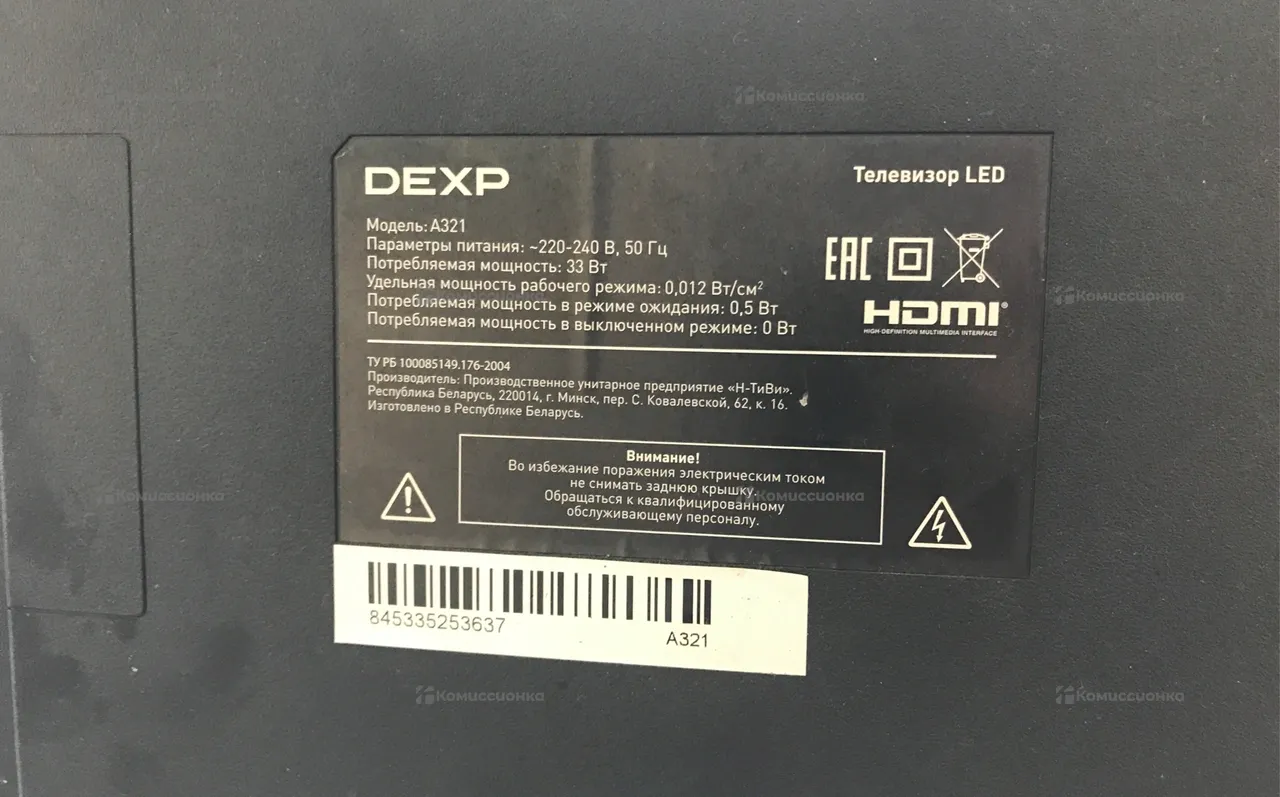 Комиссионка
DEXP
Телевизор LED
Модель: A321
Параметры питания: ~220-240 В, 50 Гц
Потребляемая мощность: 33 Вт
Удельная мощность рабочего режима: 0,012 Вт/см²
Потребляемая мощность в режиме ожидания: 0,5 Вт
Потребляемая мощность в выключенном режиме: 0 Вт
EAC
HDMI®
HIGH-DEFINITION MULTIMEDIA INTERFACE
Комиссионка
ТУ РБ 100085149.176-2004
Производитель: Производственное унитарное предприятие «Н-ТиВи».
Республика Беларусь, 220014, г. Минск, пер. С. Ковалевской, 62, к. 16.
Изготовлено в Республике Беларусь.
Внимание!
Во избежание поражения электрическим током
не снимать заднюю крышку.
Обращаться к квалифицированному
обслуживающему персоналу.
Комиссионка
Комиссионка
845335253637
A321
Комиссионка
Комиссионка